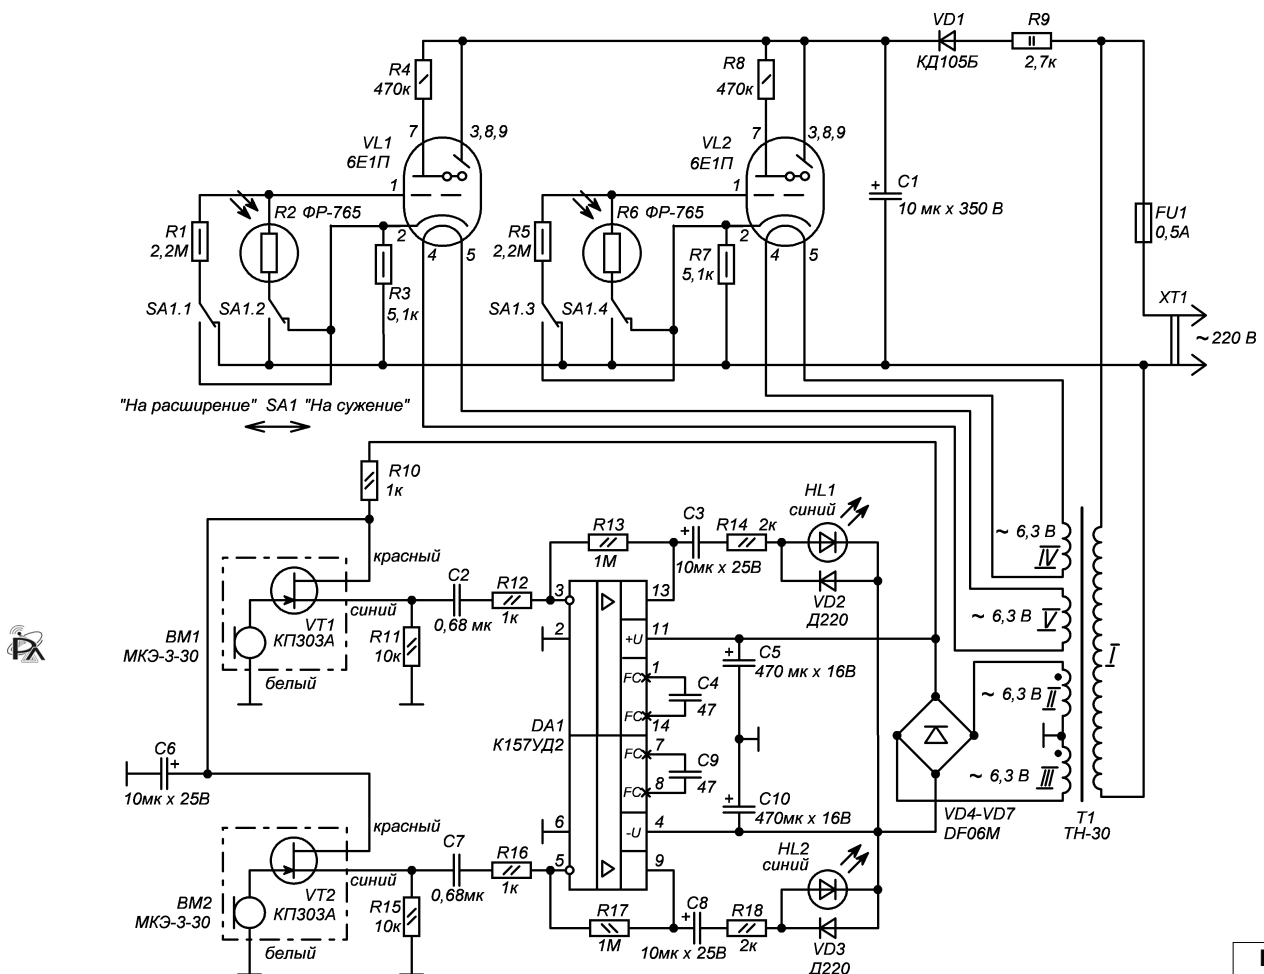 VD1
R9
КД105Б
2,7к
R4
470к
R8
470к
7
3,8,9
VL1
6Е1П
7
3,8,9
VL2
6Е1П
1
1
+
C1
10 мк х 350 В
R2 ФР-765
R6 ФР-765
R1
2,2М
2
4
5
R5
2,2М
2
4
5
R7
5,1к
R3
5,1к
FU1
0,5А
SA1.1
SA1.2
SA1.3
SA1.4
XT1
~ 220 В
"На расширение" SA1 "На сужение"
R10
1к
HL1
синий
C3
+
R14 2к
R13
1М
10мк х 25В
~ 6,3 В IV
красный
C2
R12
3
13
VD2
Д220
~ 6,3 В V
синий
VT1
КП303А
0,68 мк
1к
R11
10к
2
+U
11
BM1
МКЭ-3-30
белый
+
C5
470 мк х 16В
I
FC
1
C4
47
FC
14
~ 6,3 В II
DA1
К157УД2
7
FC
C9
47
8
FC
~ 6,3 В III
C6
+
10мк х 25В
+
C10
470мк х 16В
VD4-VD7
DF06M
T1
ТН-30
6
-U
4
красный
C7
R16
5
9
HL2
синий
синий
VT2
КП303А
0,68мк
1к
R15
10к
BM2
МКЭ-3-30
белый
R17
1М
+
C8
10мк х 25В
R18
2к
VD3
Д220